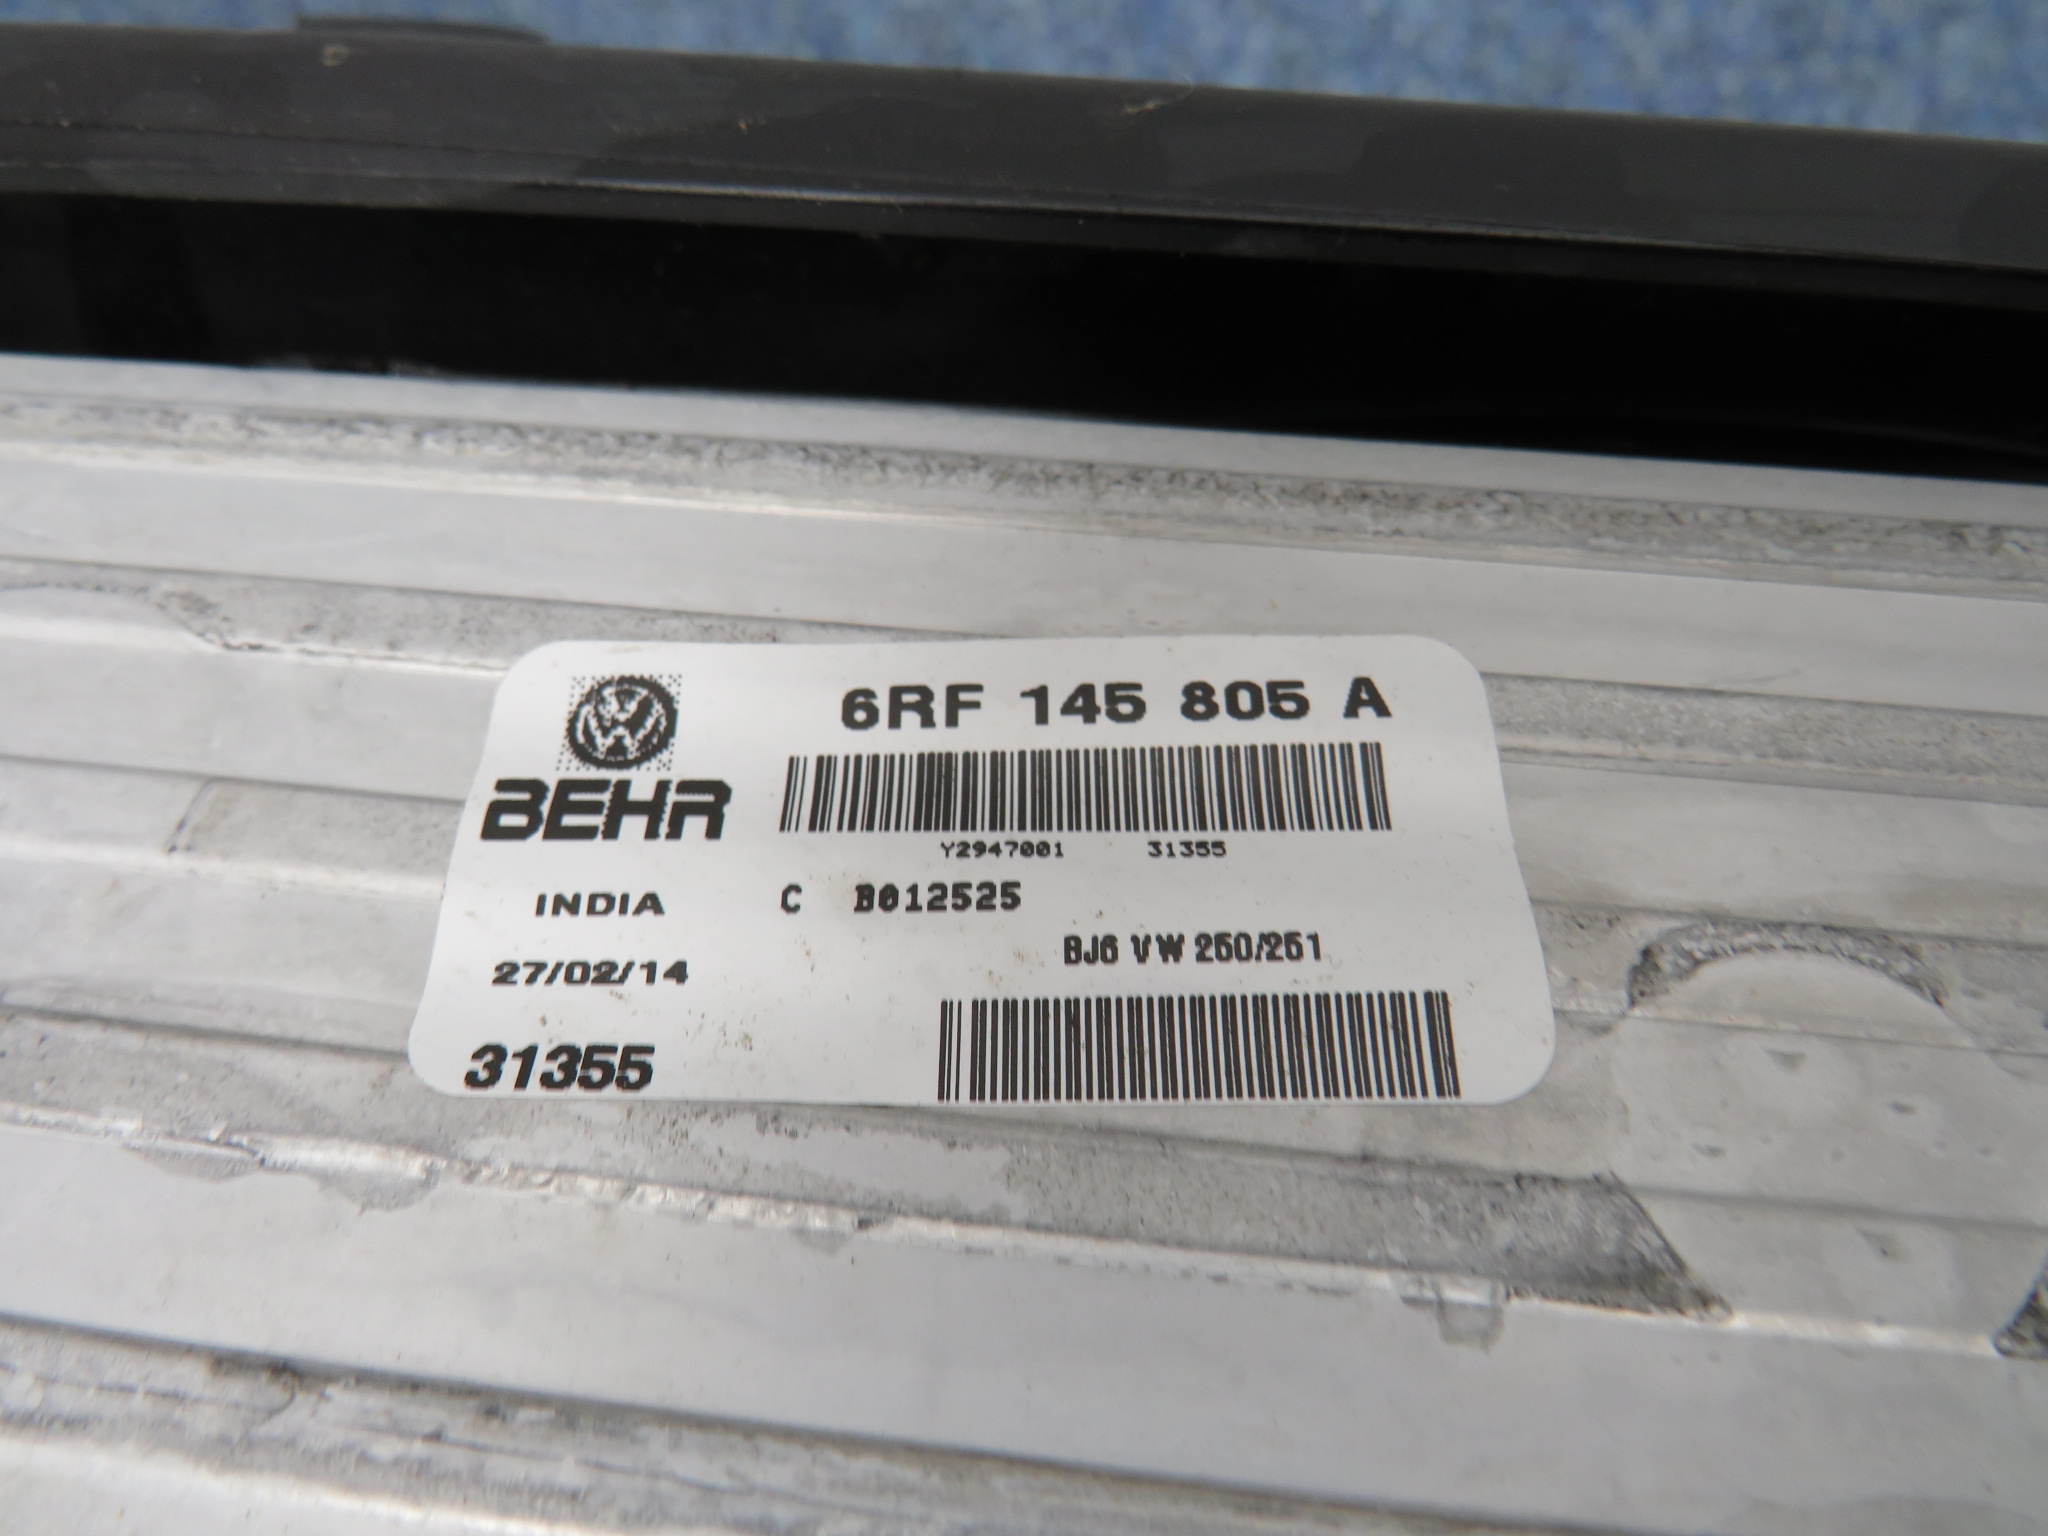 6RF 145 805 A
BEHR
Y2947001 31355
INDIA
C B012525
BJ6 VW 250/251
27/02/14
31355